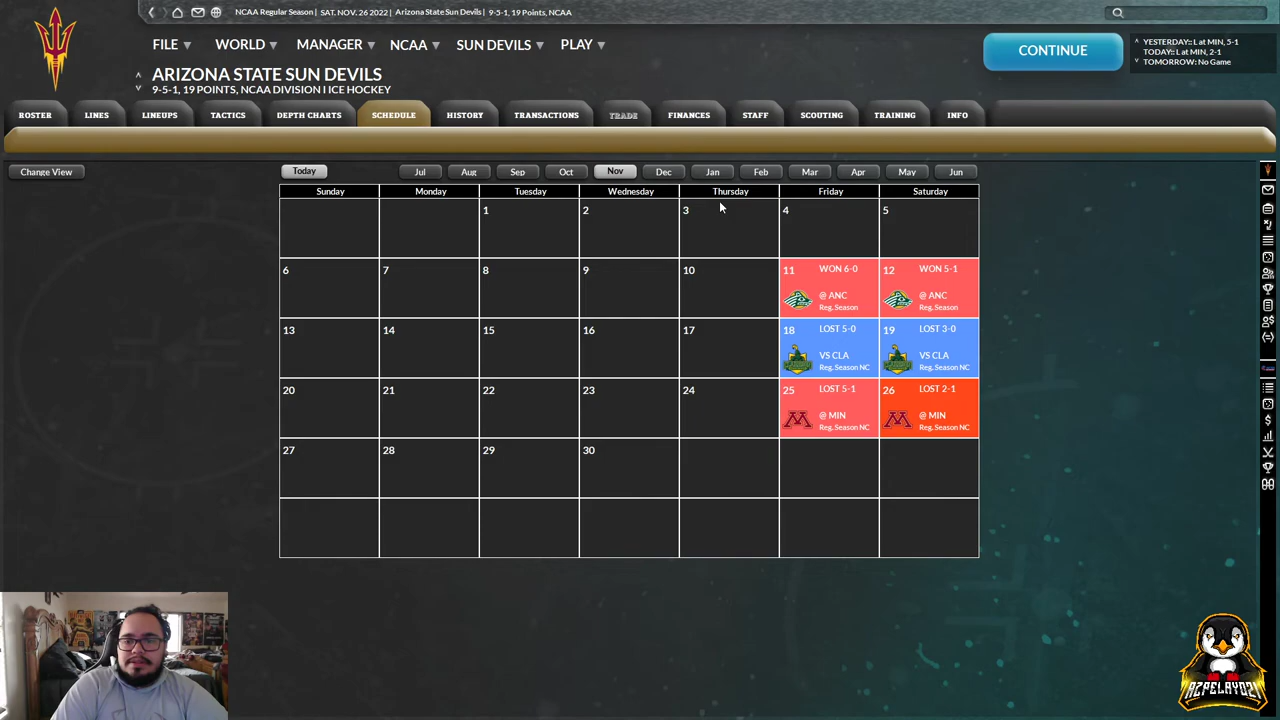 NCAA Regular Season | SAT. NOV. 26 2022 | Arizona State Sun Devils | 9-5-1, 19 Points, NCAA
FILE WORLD MANAGER NCAA SUN DEVILS PLAY
CONTINUE
YESTERDAY:: L at MIN, 5-1
TODAY:: L at MIN, 2-1
TOMORROW: No Game
ARIZONA STATE SUN DEVILS
9-5-1, 19 POINTS, NCAA DIVISION I ICE HOCKEY
ROSTER LINES LINEUPS TACTICS DEPTH CHARTS SCHEDULE HISTORY TRANSACTIONS TRADE FINANCES STAFF SCOUTING TRAINING INFO
Change View
Today Jul Aug Sep Oct Nov Dec Jan Feb Mar Apr May Jun
Sunday Monday Tuesday Wednesday Thursday Friday Saturday
1 2 3 4 5
6 7 8 9 10
11 WON 6-0
@ ANC
Reg. Season
12 WON 5-1
@ ANC
Reg. Season
13 14 15 16 17
18 LOST 5-0
VS CLA
Reg. Season NC
19 LOST 3-0
VS CLA
Reg. Season NC
20 21 22 23 24
25 LOST 5-1
@ MIN
Reg. Season NC
26 LOST 2-1
@ MIN
Reg. Season NC
27 28 29 30
AZPELAYO21